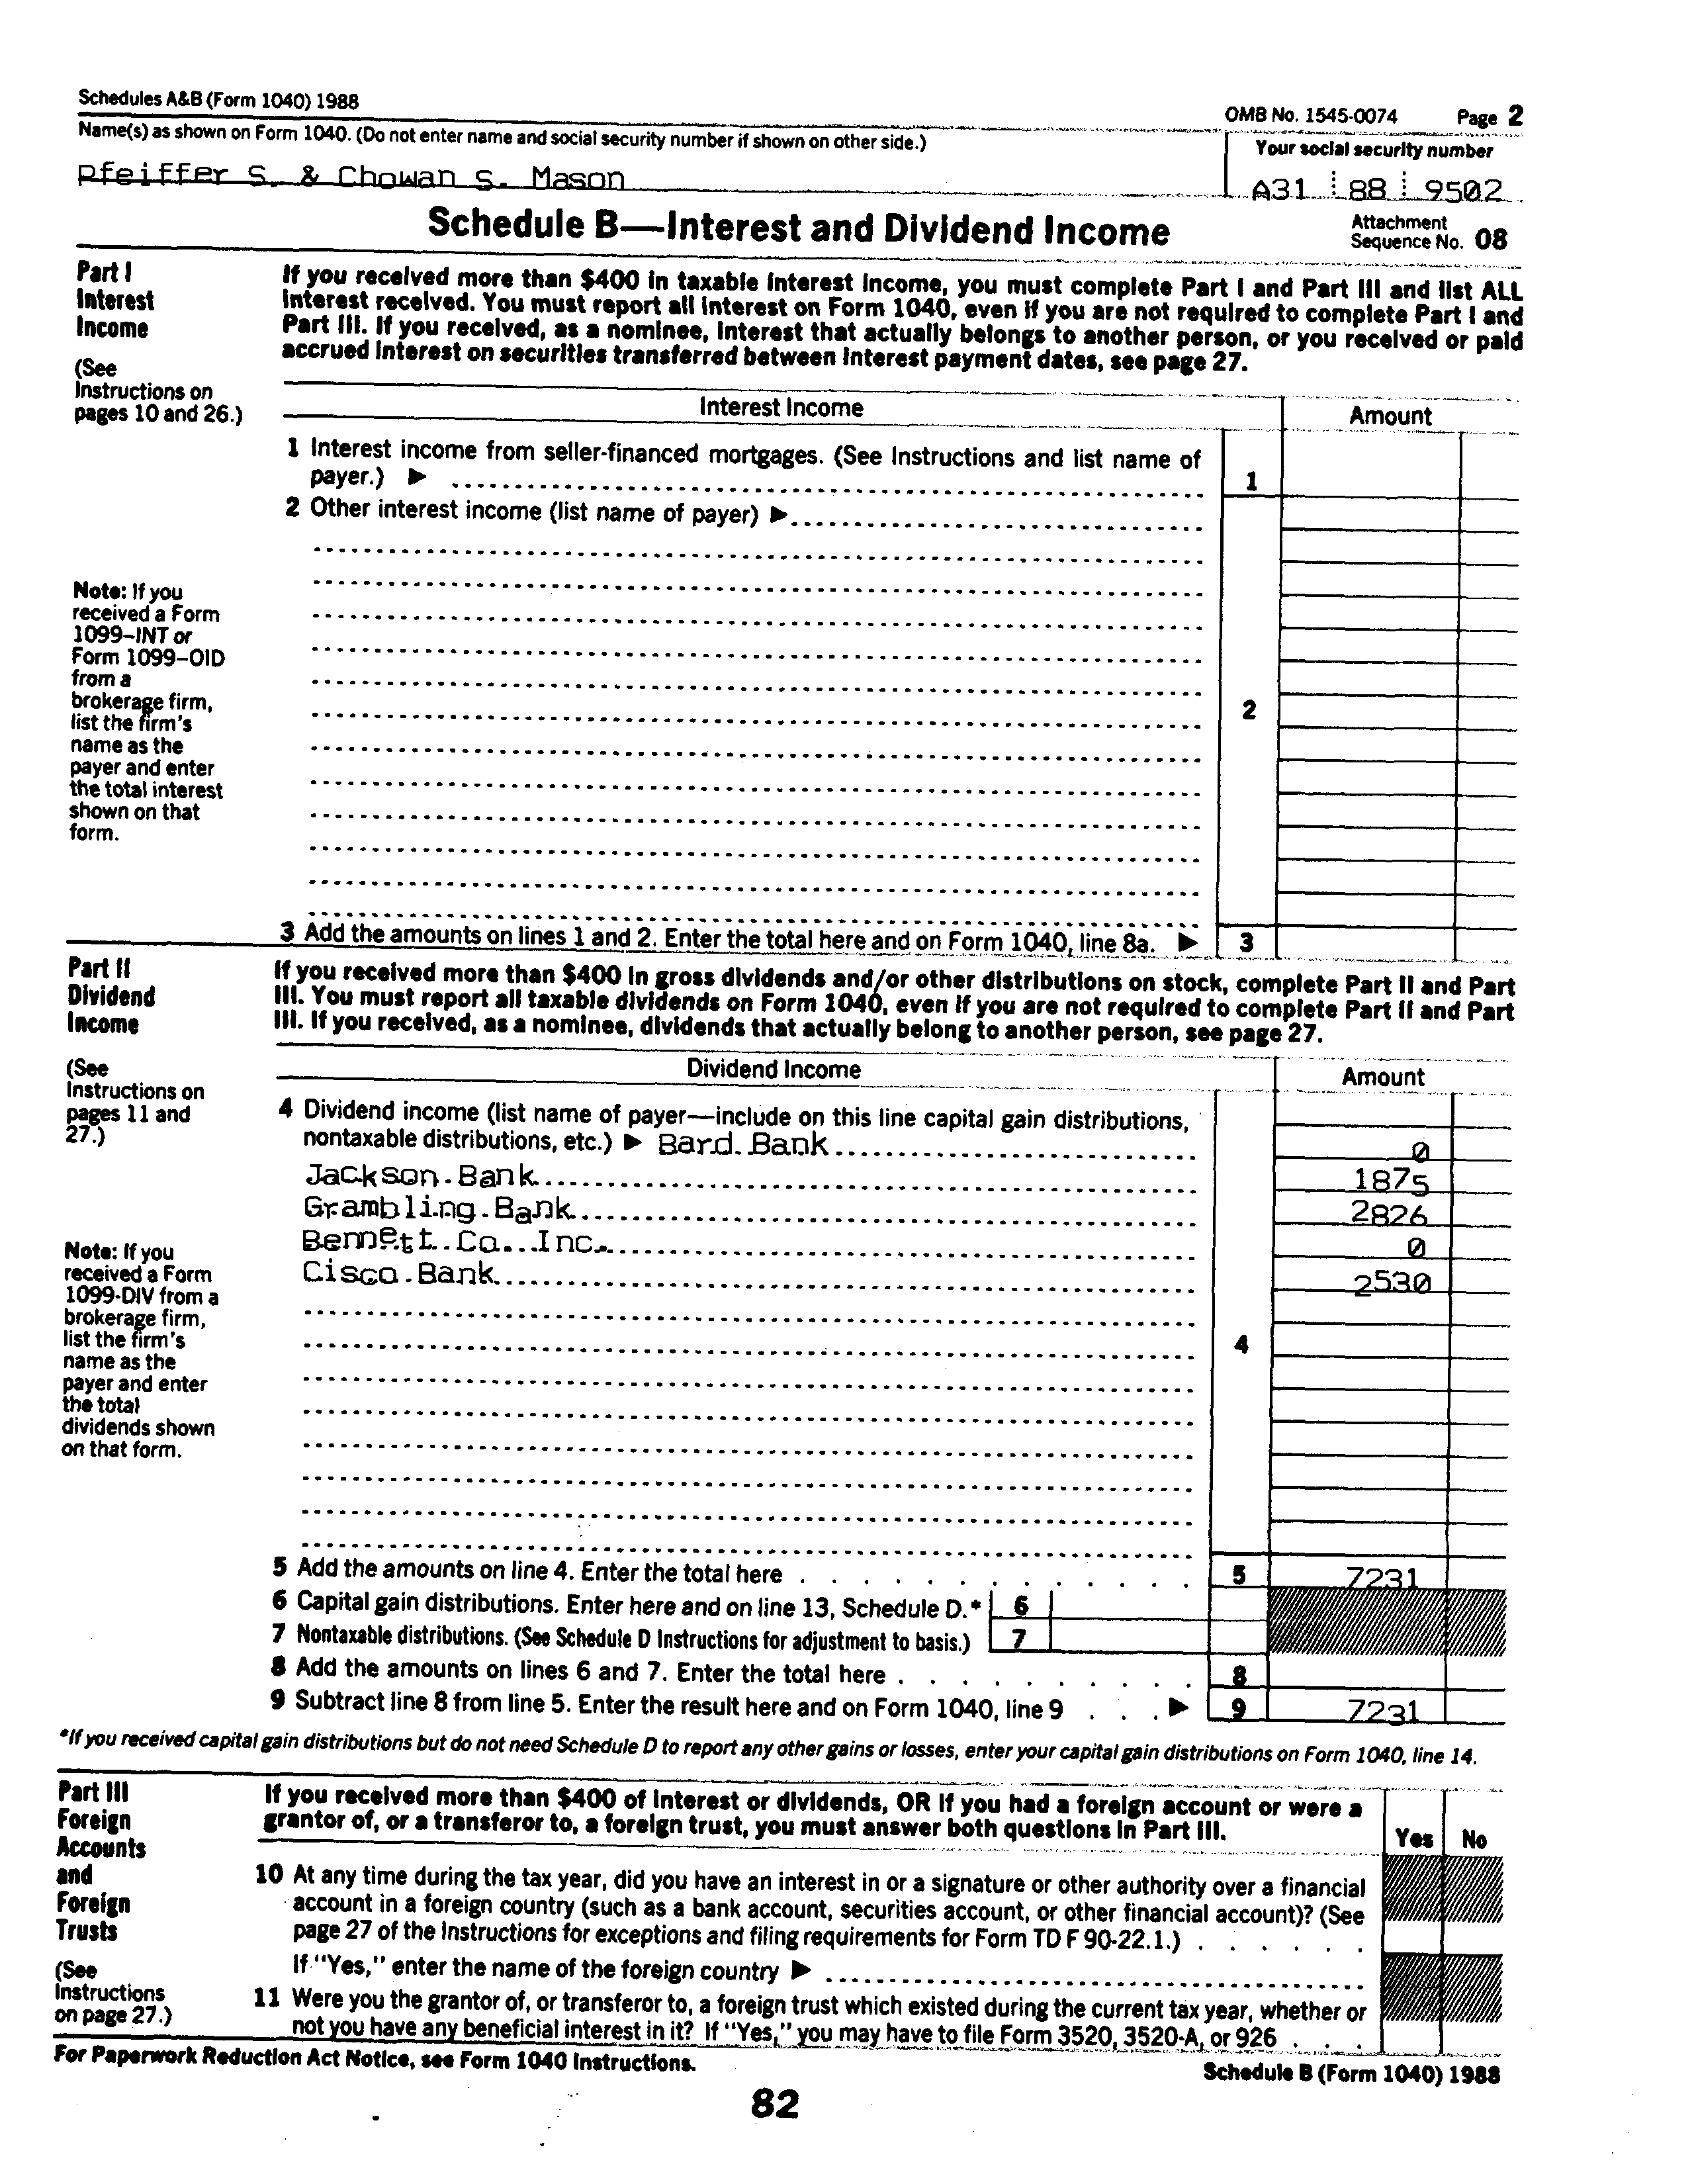 Schedules A&B (Form 1040) 1988
OMB No. 1545-0074 Page 2
Name(s) as shown on Form 1040. (Do not enter name and social security number if shown on other side.)
Your social security number
Pfeiffer S. & Chowan S. Mason
A31 88 9502
Schedule B—Interest and Dividend Income
Attachment
Sequence No. 08
Part I
Interest
Income
(See
Instructions on
pages 10 and 26.)
If you received more than $400 in taxable interest income, you must complete Part I and Part III and list ALL
interest received. You must report all interest on Form 1040, even if you are not required to complete Part I and
Part III. If you received, as a nominee, interest that actually belongs to another person, or you received or paid
accrued interest on securities transferred between interest payment dates, see page 27.
Interest Income
Amount
1 Interest income from seller-financed mortgages. (See Instructions and list name of
payer.) ▶
1
2 Other interest income (list name of payer) ▶
Note: If you
received a Form
1099–INT or
Form 1099–OID
from a
brokerage firm,
list the firm's
name as the
payer and enter
the total interest
shown on that
form.
2
3 Add the amounts on lines 1 and 2. Enter the total here and on Form 1040, line 8a. ▶ 3
Part II
Dividend
Income
(See
Instructions on
pages 11 and
27.)
If you received more than $400 in gross dividends and/or other distributions on stock, complete Part II and Part
III. You must report all taxable dividends on Form 1040, even if you are not required to complete Part II and Part
III. If you received, as a nominee, dividends that actually belong to another person, see page 27.
Dividend Income
Amount
4 Dividend income (list name of payer—include on this line capital gain distributions,
nontaxable distributions, etc.) ▶ Bard Bank 0
Jackson Bank 1875
Grambling Bank 2826
Bennett Co. Inc. 0
Cisco Bank 2530
Note: If you
received a Form
1099-DIV from a
brokerage firm,
list the firm's
name as the
payer and enter
the total
dividends shown
on that form.
4
5 Add the amounts on line 4. Enter the total here 5 7231
6 Capital gain distributions. Enter here and on line 13, Schedule D.* 6
7 Nontaxable distributions. (See Schedule D Instructions for adjustment to basis.) 7
8 Add the amounts on lines 6 and 7. Enter the total here 8
9 Subtract line 8 from line 5. Enter the result here and on Form 1040, line 9 ▶ 9 7231
*If you received capital gain distributions but do not need Schedule D to report any other gains or losses, enter your capital gain distributions on Form 1040, line 14.
Part III
Foreign
Accounts
and
Foreign
Trusts
(See
Instructions
on page 27.)
If you received more than $400 of interest or dividends, OR if you had a foreign account or were a
grantor of, or a transferor to, a foreign trust, you must answer both questions in Part III.
Yes No
10 At any time during the tax year, did you have an interest in or a signature or other authority over a financial
account in a foreign country (such as a bank account, securities account, or other financial account)? (See
page 27 of the Instructions for exceptions and filing requirements for Form TD F 90-22.1.)
If "Yes," enter the name of the foreign country ▶
11 Were you the grantor of, or transferor to, a foreign trust which existed during the current tax year, whether or
not you have any beneficial interest in it? If "Yes," you may have to file Form 3520, 3520-A, or 926
For Paperwork Reduction Act Notice, see Form 1040 Instructions.
Schedule B (Form 1040) 1988
82